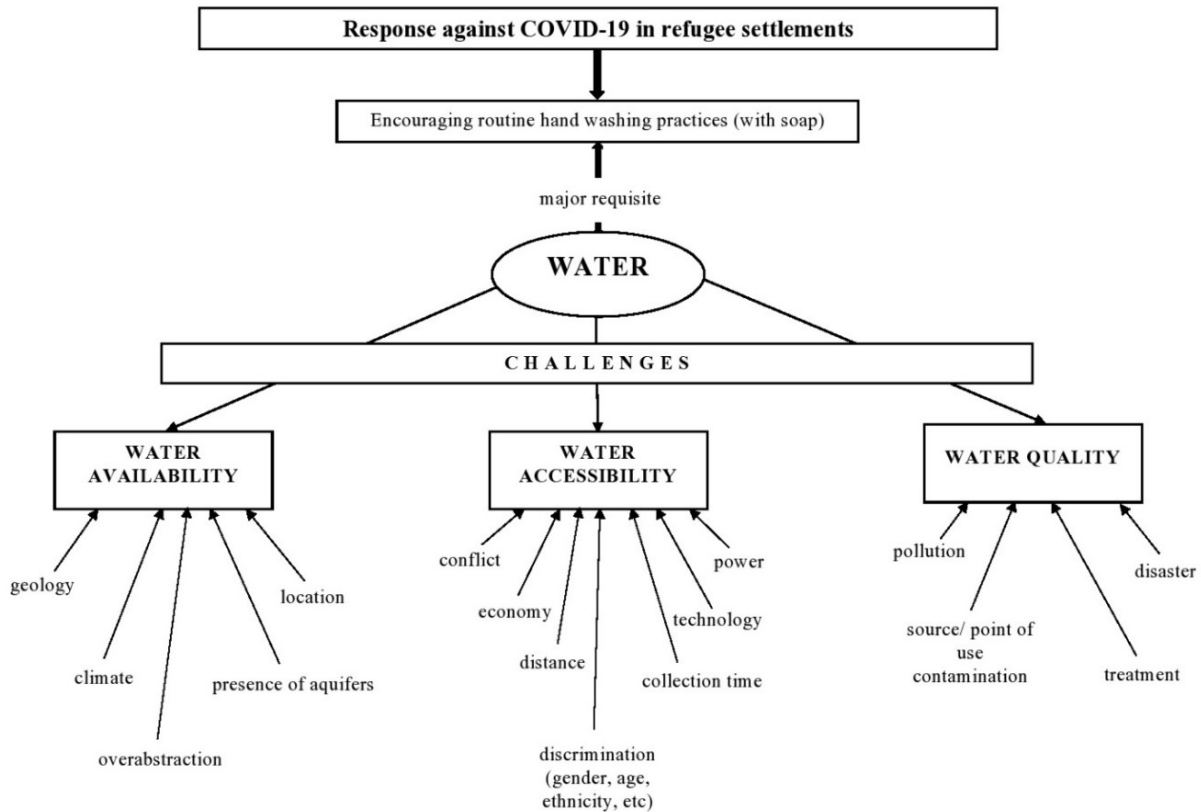 Response against COVID-19 in refugee settlements
Encouraging routine hand washing practices (with soap)
major requisite
WATER
CHALLENGES
WATER
AVAILABILITY
geology
climate
overabstraction
presence of aquifers
location
WATER
ACCESSIBILITY
conflict
economy
distance
discrimination
(gender, age,
ethnicity, etc)
collection time
technology
power
WATER QUALITY
pollution
source/ point of
use
contamination
treatment
disaster